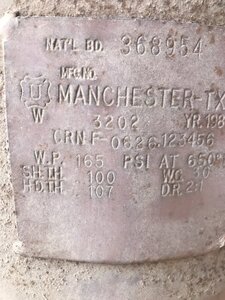 NAT'L BD. 368954
MFG.NO.
U MANCHESTER-TX
W 3202 YR.198
CRN F-0626.123456
W.P. 165 PSI AT 650°
SH.TH. 100 WC. 30
HD.TH. 107 DR. 2.1